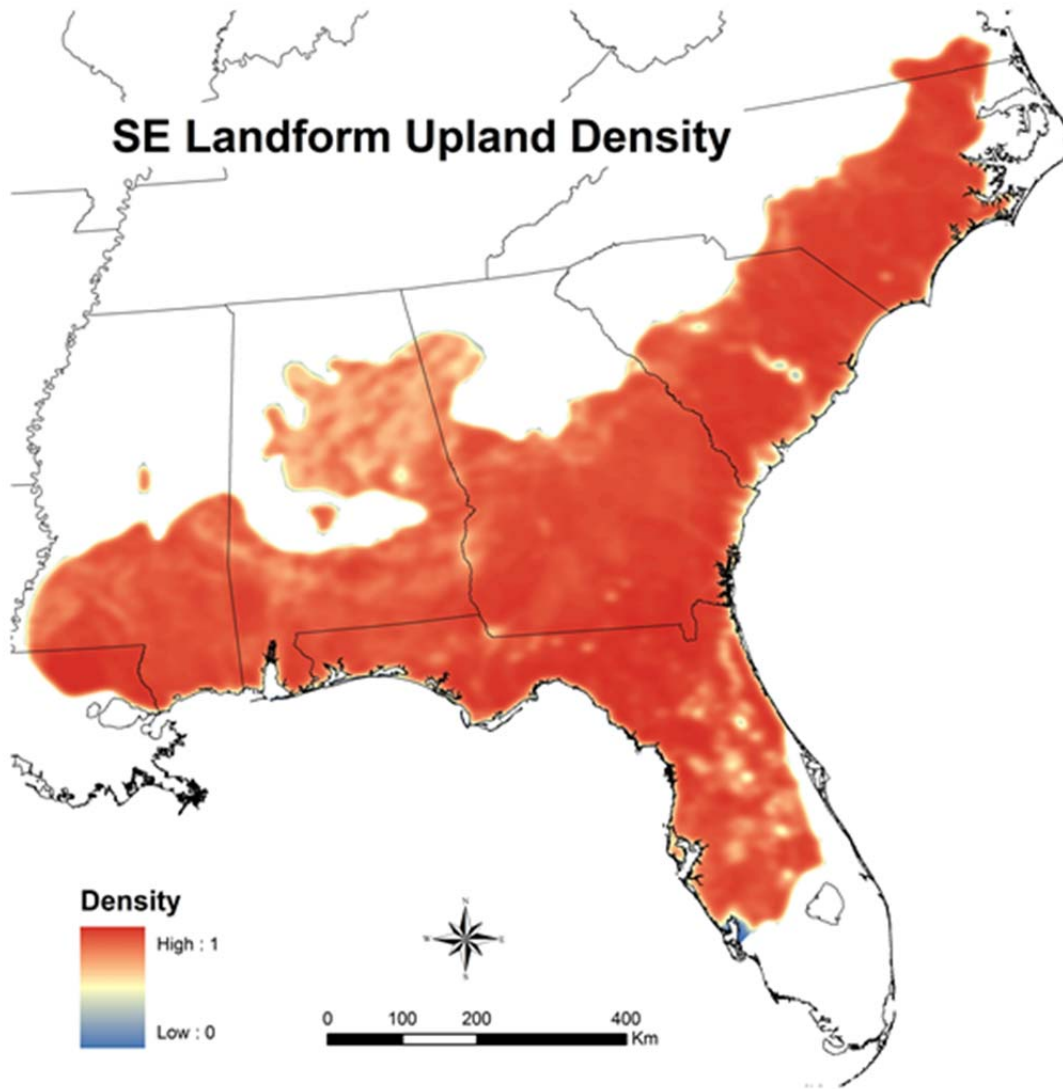 SE Landform Upland Density
Density
High : 1
Low : 0
N
W E
S
0 100 200 400
Km